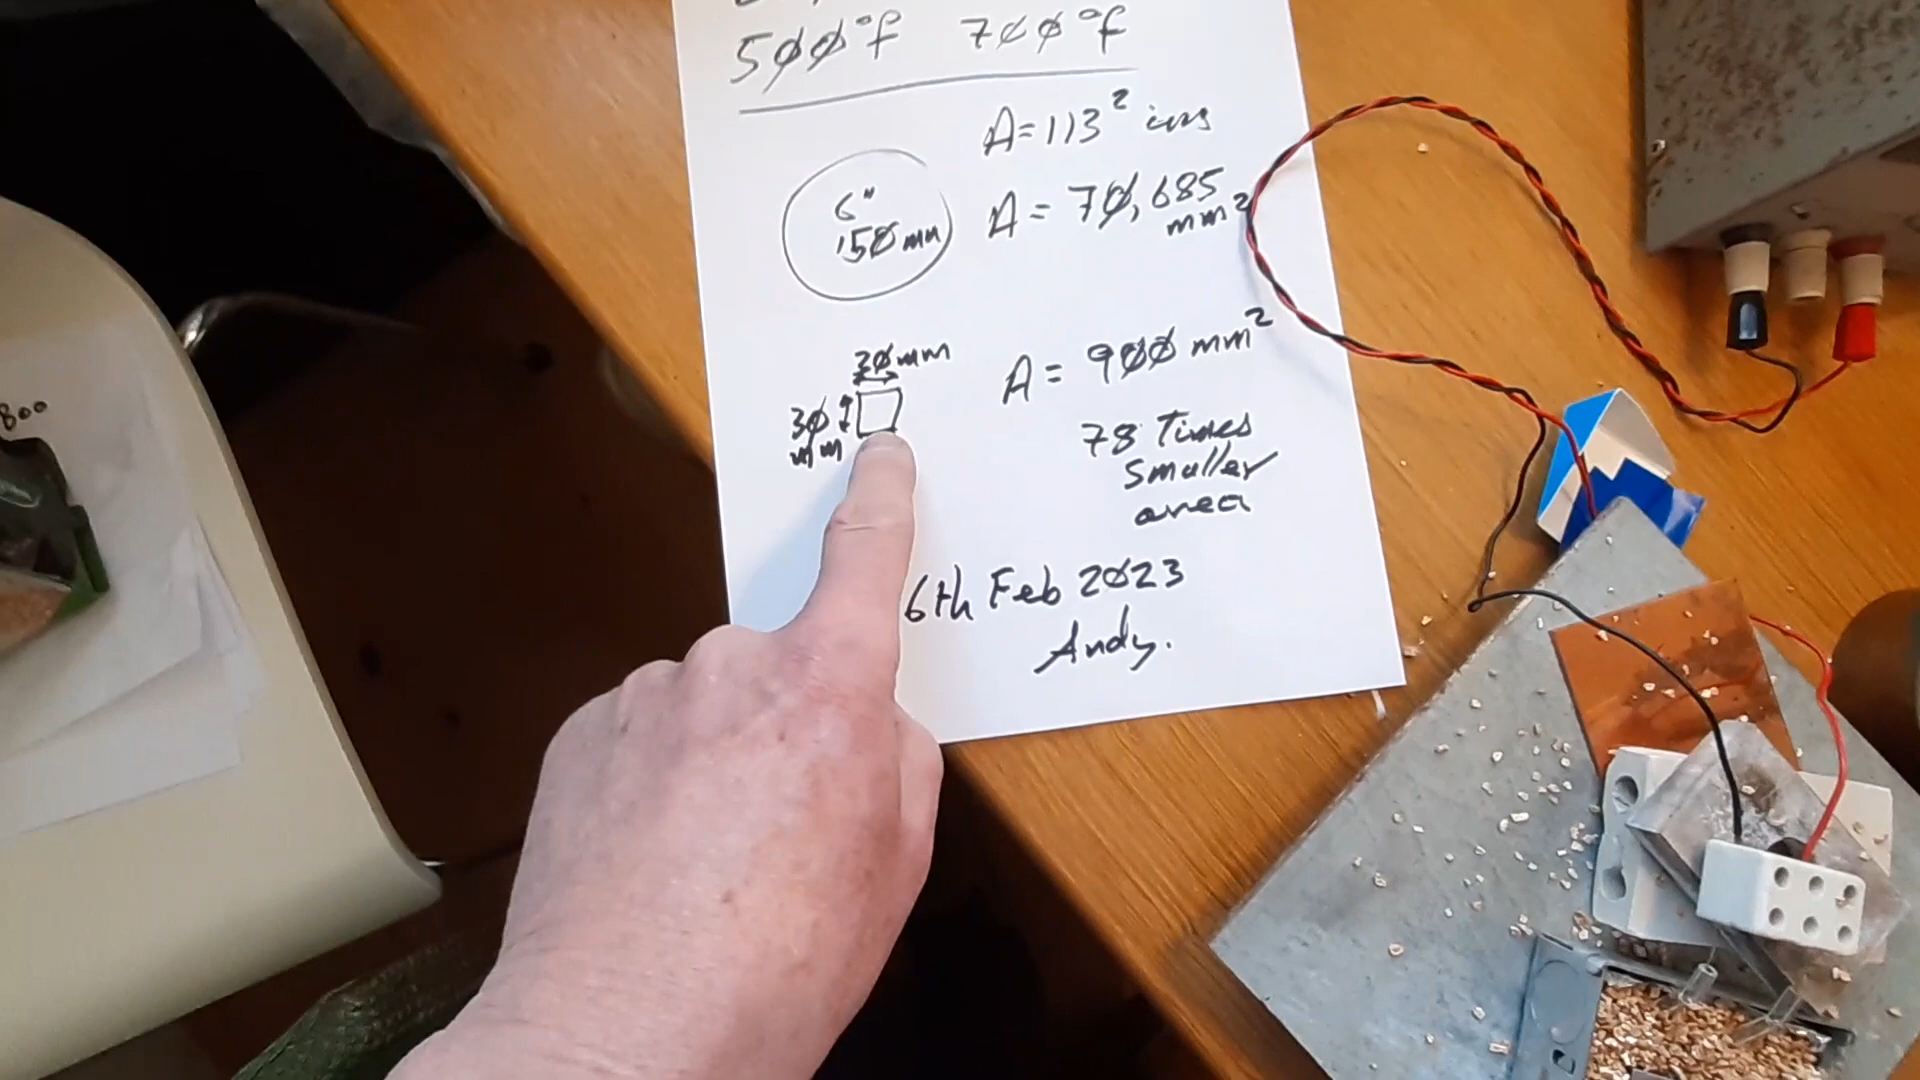 500°f 700°f
A=113² ins
6"
150mm
A = 70,685
mm²
30mm
30
mm
A = 900 mm²
78 Times
smaller
area
6th Feb 2023
Andy.
800